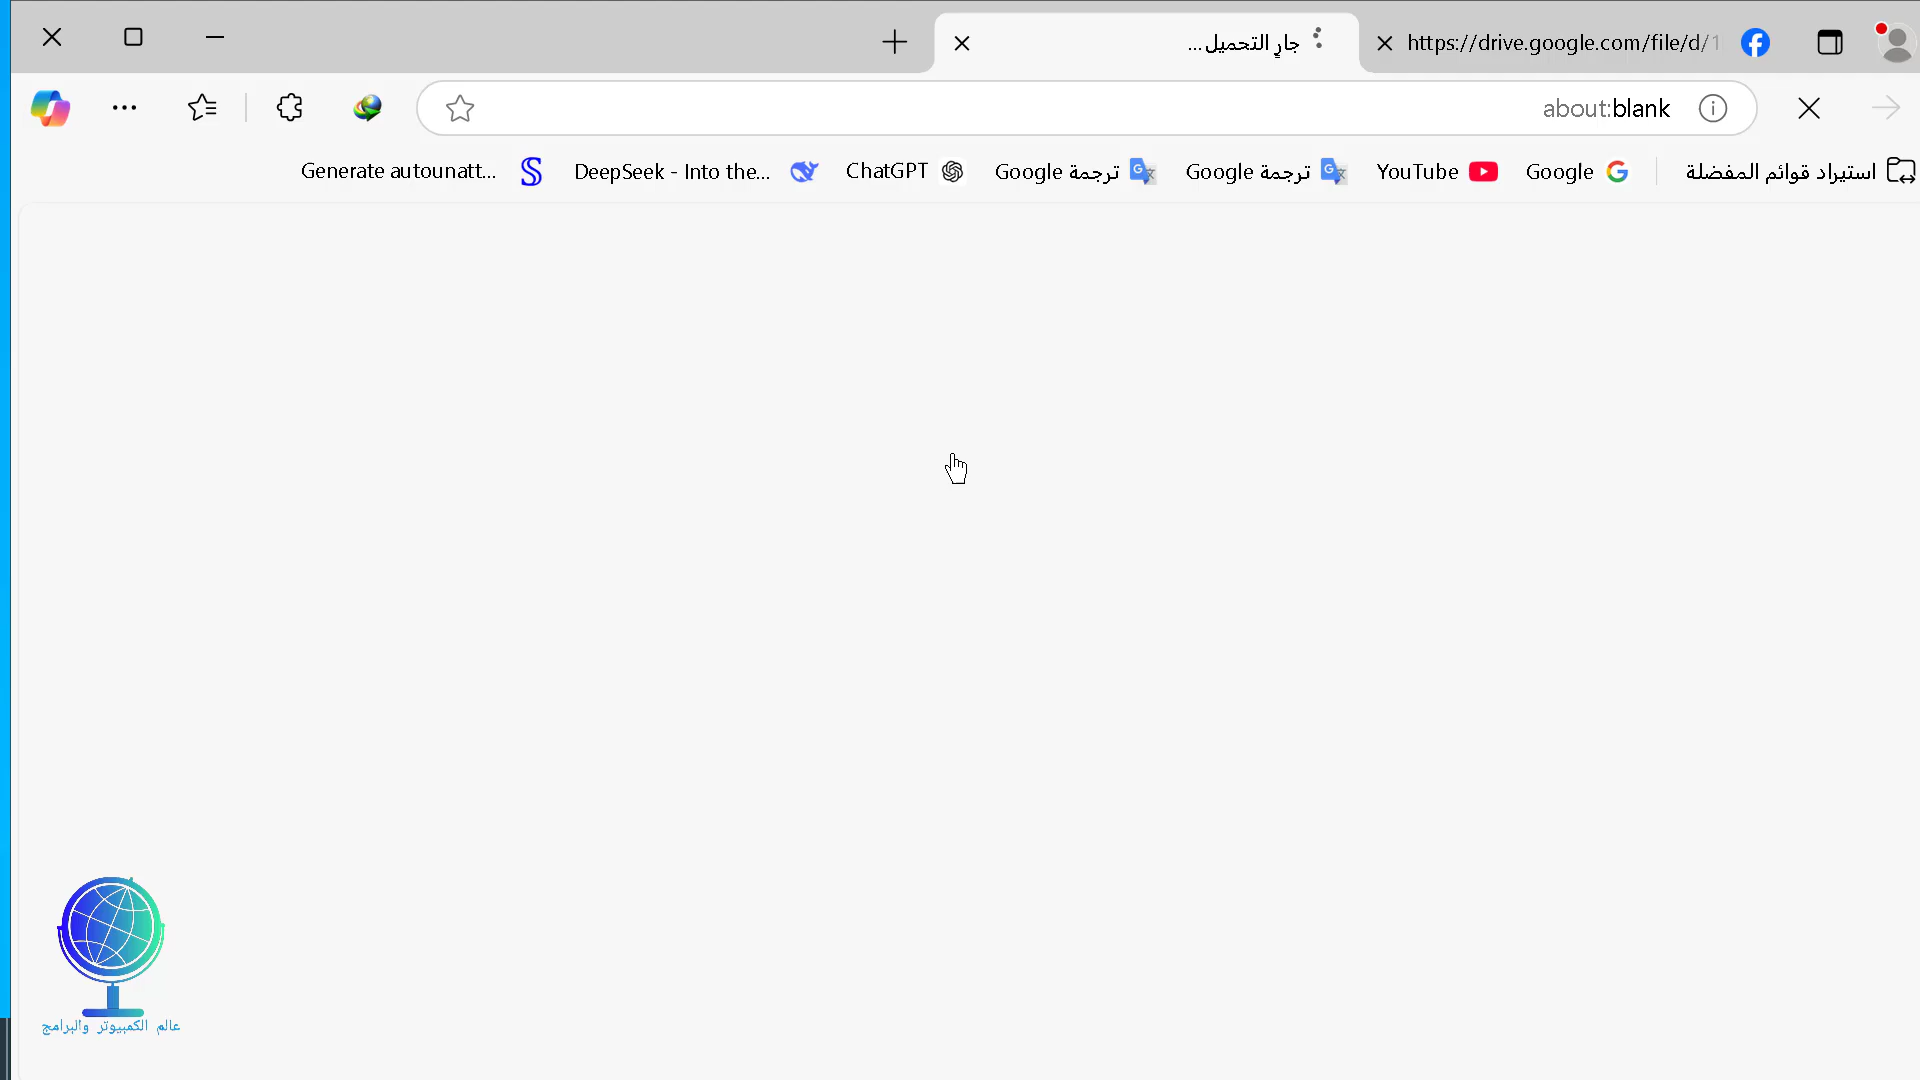 https://drive.google.com/file/d/1
جارٍ التحميل...
about:blank
استيراد قوائم المفضلة
Google
YouTube
ترجمة Google
ترجمة Google
ChatGPT
DeepSeek - Into the...
Generate autounatt...
عالم الكمبيوتر والبرامج